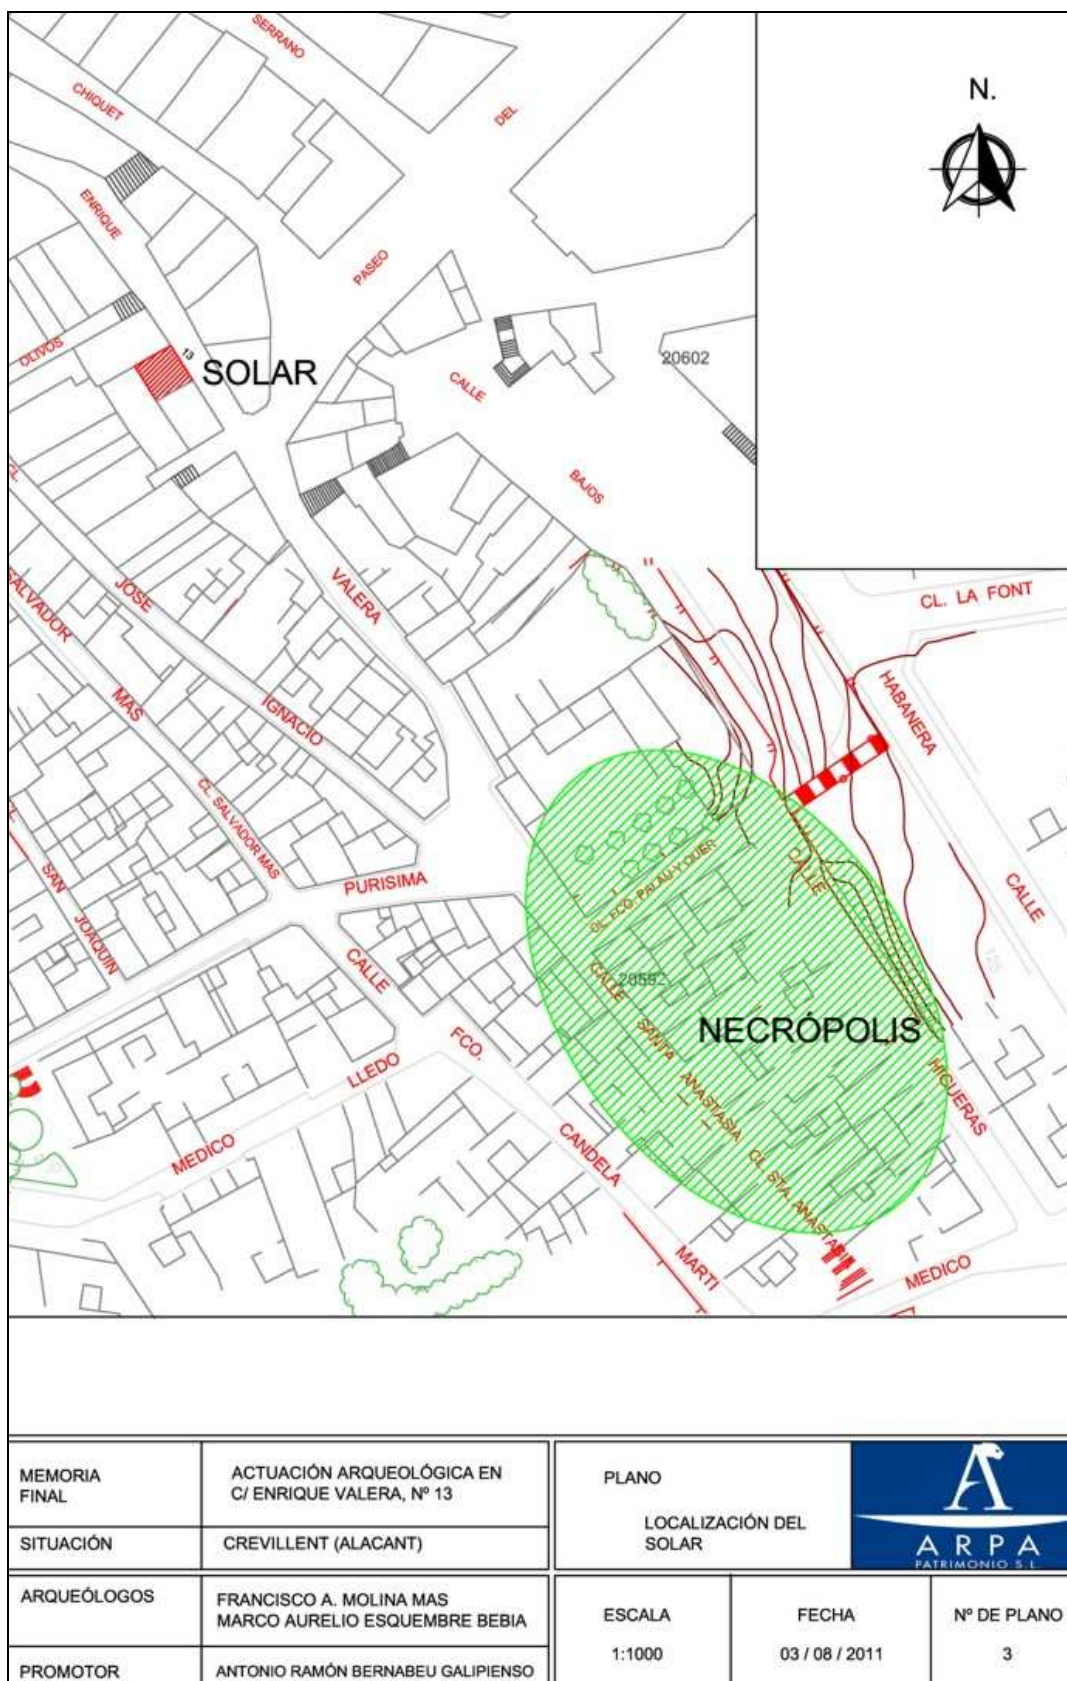 SERRANO
CHIQUET
DEL
N.
ENRIQUE
PASEO
OLIVOS
13
SOLAR
CALLE
20602
CL.
BAJOS
SALVADOR
JOSE
VALERA
CL. LA FONT
MAS
IGNACIO
HABANERA
CL. SALVADOR MAS
CL.
SAN
JOAQUIN
PURISIMA
CL. FCO. PALAU Y QUER
CALLE
CALLE
CALLE
CALLE
20592
SANTA ANASTASIA
NECRÓPOLIS
FCO.
LLEDO
MEDICO
CANDELA
HIGUERAS
CL. STA. ANASTASIA
MARTI
MEDICO
MEMORIA
FINAL
ACTUACIÓN ARQUEOLÓGICA EN
C/ ENRIQUE VALERA, Nº 13
SITUACIÓN
CREVILLENT (ALACANT)
PLANO
LOCALIZACIÓN DEL
SOLAR
ARPA
PATRIMONIO S.L.
ARQUEÓLOGOS
FRANCISCO A. MOLINA MAS
MARCO AURELIO ESQUEMBRE BEBIA
PROMOTOR
ANTONIO RAMÓN BERNABEU GALIPIENSO
ESCALA
1:1000
FECHA
03 / 08 / 2011
Nº DE PLANO
3